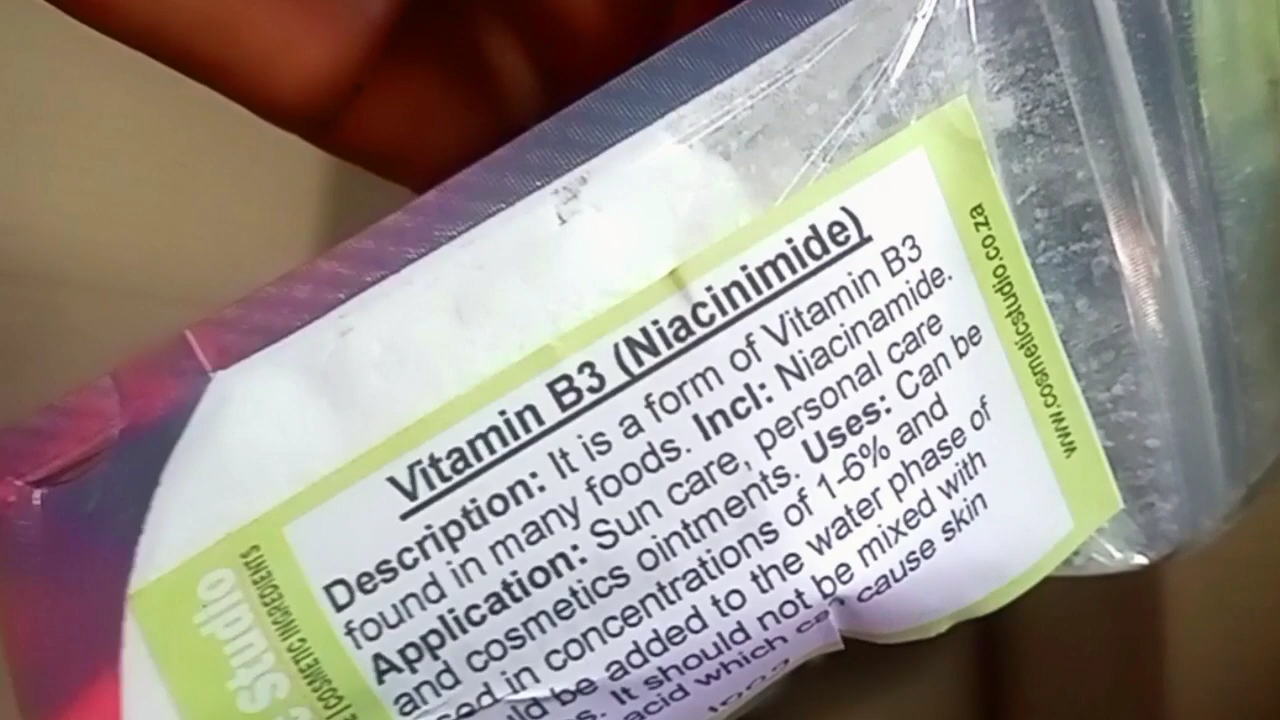 Vitamin B3 (Niacinimide)
Description: It is a form of Vitamin B3
found in many foods. Incl: Niacinamide.
Application: Sun care, personal care
and cosmetics ointments. Uses: Can be
in concentrations of 1-6% and
be added to the water phase of
It should not be mixed with
acid which can cause skin
www.cosmeticstudio.co.za
Studio
COSMETIC INGREDIENTS